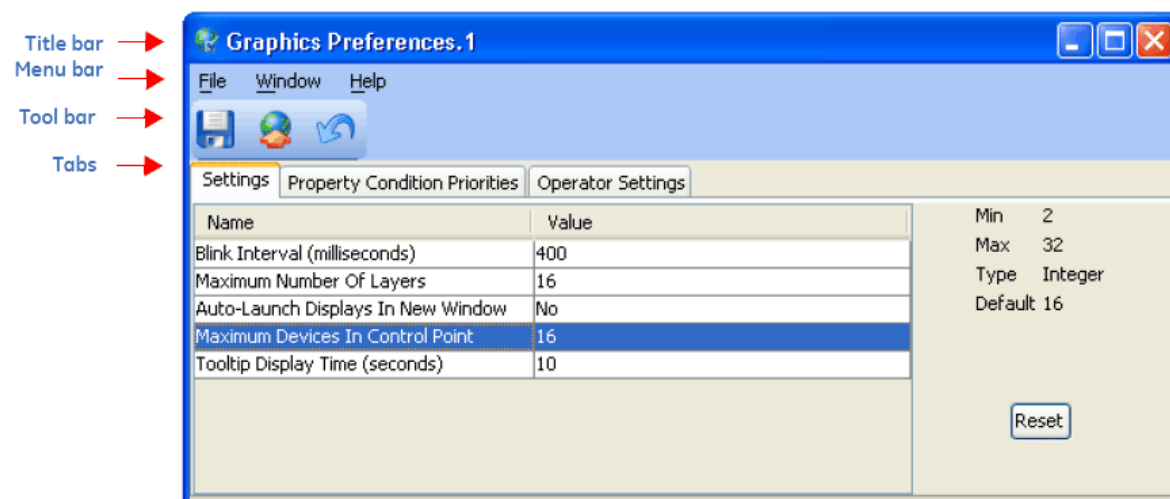 Title bar
Graphics Preferences.1
Menu bar
File Window Help
Tool bar
Tabs
Settings Property Condition Priorities Operator Settings
Name Value
Blink Interval (milliseconds) 400
Maximum Number Of Layers 16
Auto-Launch Displays In New Window No
Maximum Devices In Control Point 16
Tooltip Display Time (seconds) 10
Min 2
Max 32
Type Integer
Default 16
Reset